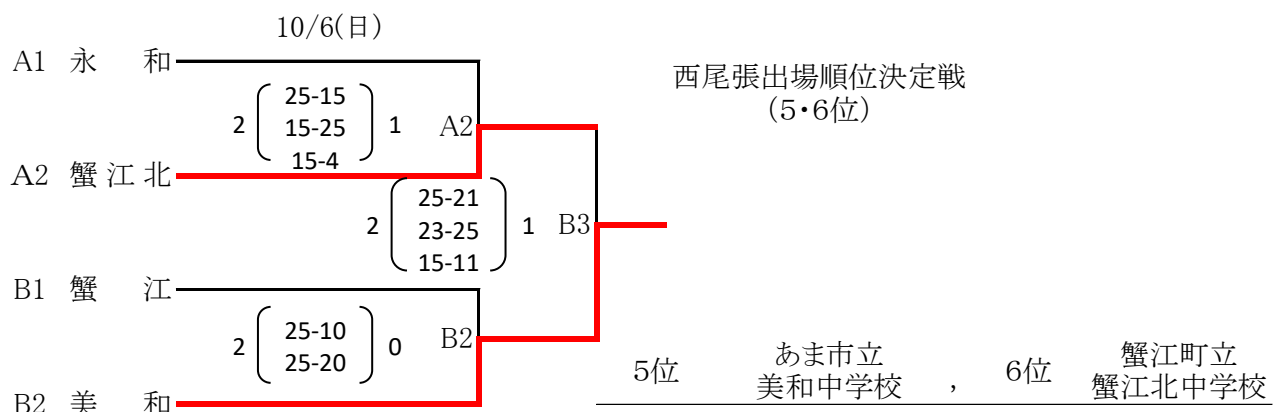 10/6(日)
A1 永 和
西尾張出場順位決定戦
(5・6位)
2 25-15 1 A2
15-25
15-4
A2 蟹江北
25-21
2 23-25 1 B3
15-11
B1 蟹 江
2 25-10 0 B2
25-20
5位 あま市立 , 6位 蟹江町立
美和中学校 蟹江北中学校
B2 美 和